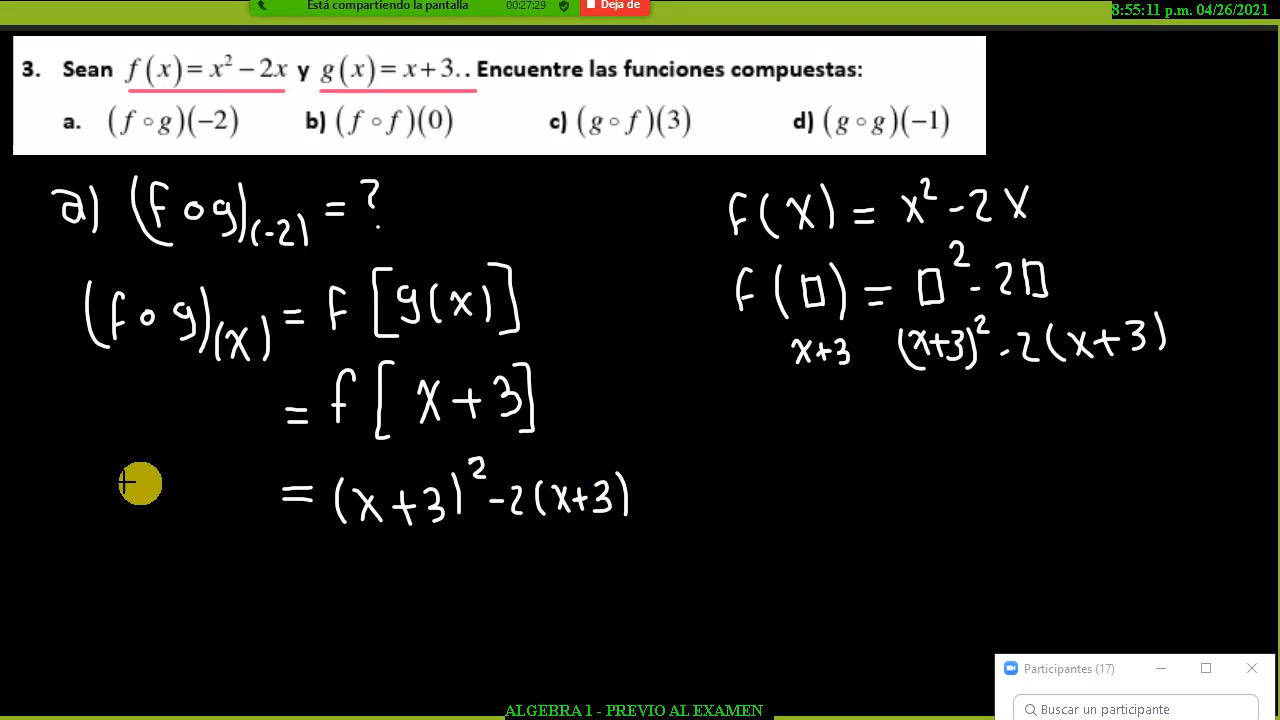 Está compartiendo la pantalla 00:27:29 Deja de
8:55:11 p.m. 04/26/2021
3. Sean f(x) = x² − 2x y g(x) = x + 3.. Encuentre las funciones compuestas:
a. (f ∘ g)(−2) b) (f ∘ f)(0) c) (g ∘ f)(3) d) (g ∘ g)(−1)
a) (f o g)(-2) = ?
(f o g)(x) = f [g(x)]
= f [x + 3]
= (x + 3)² - 2(x+3)
f(x) = x² - 2x
f(□) = □² - 2□
x+3 (x+3)² - 2(x+3)
Participantes (17)
Buscar un participante
ALGEBRA 1 - PREVIO AL EXAMEN